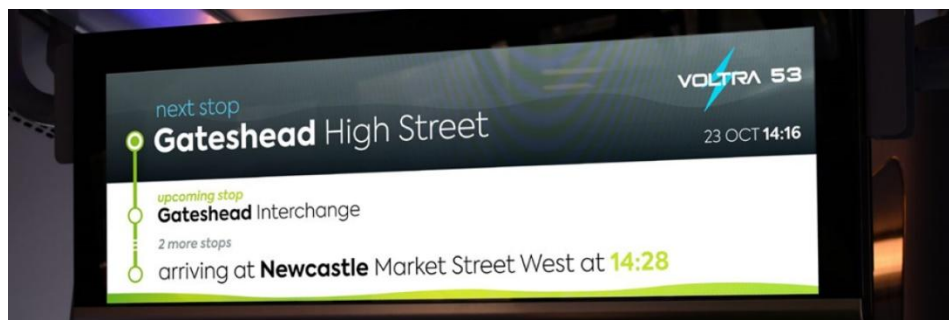 VOLTRA 53
next stop
Gateshead High Street
23 OCT 14:16
upcoming stop
Gateshead Interchange
2 more stops
arriving at Newcastle Market Street West at 14:28